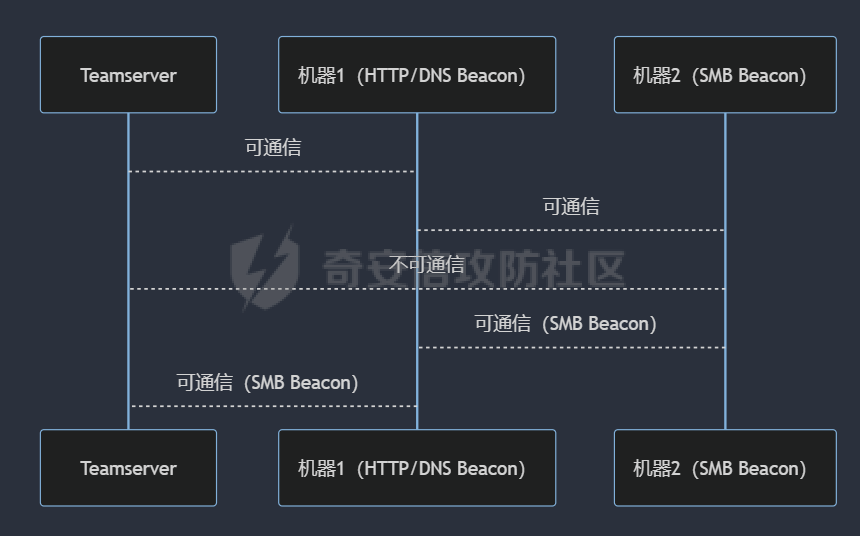 Teamserver
机器1（HTTP/DNS Beacon）
机器2（SMB Beacon）
可通信
可通信
不可通信
奇安信攻防社区
可通信（SMB Beacon）
可通信（SMB Beacon）
Teamserver
机器1（HTTP/DNS Beacon）
机器2（SMB Beacon）